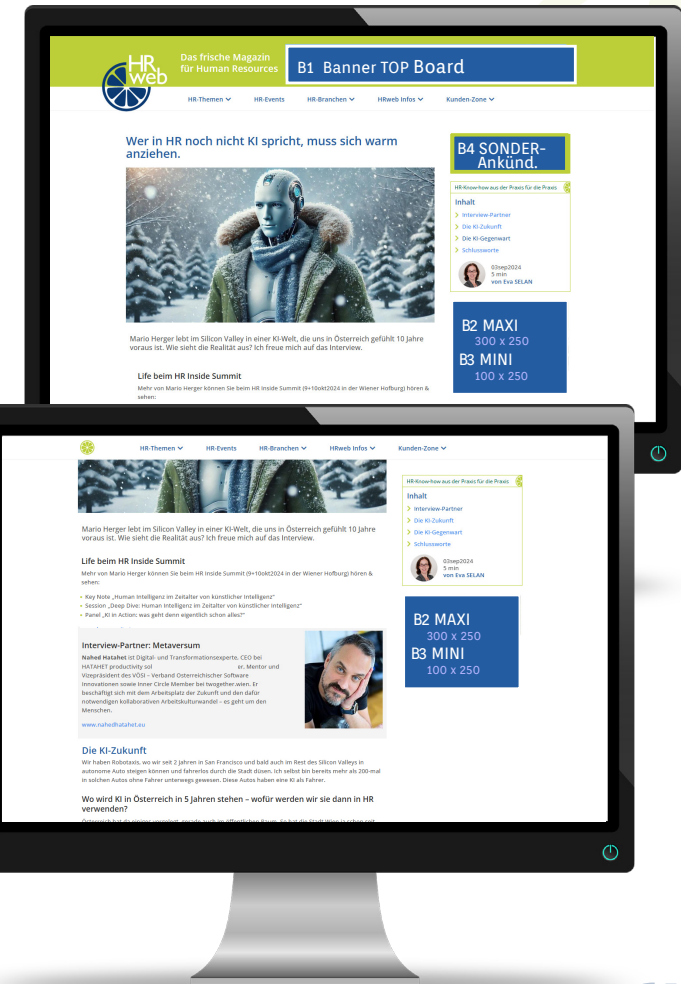 HR
web
Das frische Magazin
für Human Resources
B1 Banner TOP Board
HR-Themen HR-Events HR-Branchen HRweb Infos Kunden-Zone
Wer in HR noch nicht KI spricht, muss sich warm
anziehen.
B4 SONDER-
Ankünd.
HR-Know-how aus der Praxis für die Praxis
Inhalt
Interview-Partner
Die KI-Zukunft
Die KI-Gegenwart
Schlussworte
03sep2024
5 min
von Eva SELAN
B2 MAXI
300 x 250
B3 MINI
100 x 250
Mario Herger lebt im Silicon Valley in einer KI-Welt, die uns in Österreich gefühlt 10 Jahre
voraus ist. Wie sieht die Realität aus? Ich freue mich auf das Interview.
Life beim HR Inside Summit
Mehr von Mario Herger können Sie beim HR Inside Summit (9+10okt2024 in der Wiener Hofburg) hören &
sehen:
HR-Themen HR-Events HR-Branchen HRweb Infos Kunden-Zone
HR-Know-how aus der Praxis für die Praxis
Inhalt
Interview-Partner
Die KI-Zukunft
Die KI-Gegenwart
Schlussworte
03sep2024
5 min
von Eva SELAN
B2 MAXI
300 x 250
B3 MINI
100 x 250
Mario Herger lebt im Silicon Valley in einer KI-Welt, die uns in Österreich gefühlt 10 Jahre
voraus ist. Wie sieht die Realität aus? Ich freue mich auf das Interview.
Life beim HR Inside Summit
Mehr von Mario Herger können Sie beim HR Inside Summit (9+10okt2024 in der Wiener Hofburg) hören &
sehen:
Key Note „Human Intelligenz im Zeitalter von künstlicher Intelligenz“
Session „Deep Dive: Human Intelligenz im Zeitalter von künstlicher Intelligenz“
Panel „KI in Action: was geht denn eigentlich schon alles?“
Interview-Partner: Metaversum
Nahed Hatahet ist Digital- und Transformationsexperte, CEO bei
HATAHET productivity sol er, Mentor und
Vizepräsident des VÖSI – Verband Österreichischer Software
Innovationen sowie Inner Circle Member bei twogether.wien. Er
beschäftigt sich mit dem Arbeitsplatz der Zukunft und den dafür
notwendigen kollaborativen Arbeitskulturwandel – es geht um den
Menschen.
www.nahedhatahet.eu
Die KI-Zukunft
Wir haben Robotaxis, wo wir seit 2 Jahren in San Francisco und bald auch im Rest des Silicon Valleys in
autonome Auto steigen können und fahrerlos durch die Stadt düsen. Ich selbst bin bereits mehr als 200-mal
in solchen Autos ohne Fahrer unterwegs gewesen. Diese Autos haben eine KI als Fahrer.
Wo wird KI in Österreich in 5 Jahren stehen – wofür werden wir sie dann in HR
verwenden?